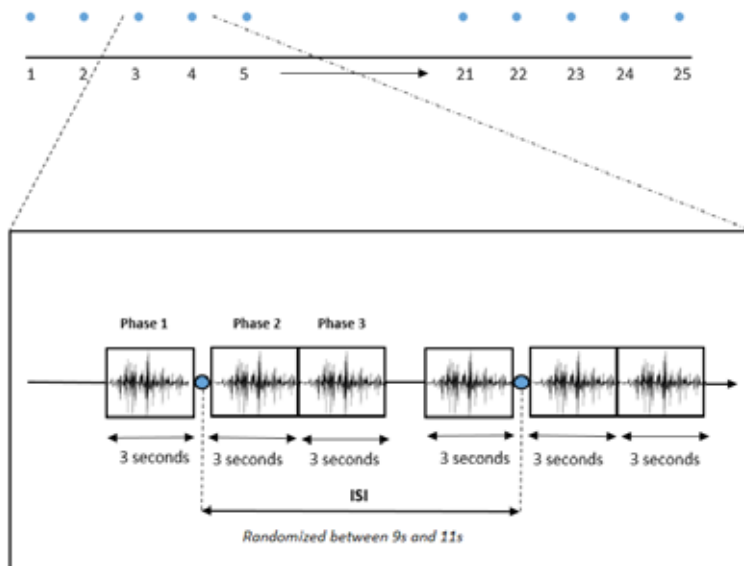 1 2 3 4 5 21 22 23 24 25
Phase 1 Phase 2 Phase 3
3 seconds 3 seconds 3 seconds 3 seconds 3 seconds 3 seconds
ISI
Randomized between 9s and 11s